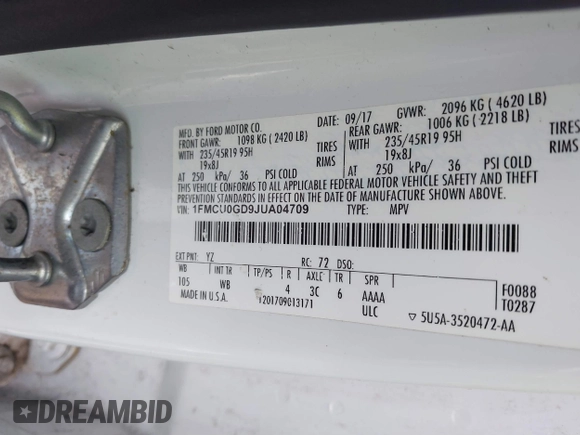 MFD. BY FORD MOTOR CO.
09/17 GVWR: 2096 KG ( 4620 LB)
FRONT GAWR: 1098 KG ( 2420 LB)
REAR GAWR: 1006 KG ( 2218 LB)
WITH 235/45R19 95H TIRES
19x8J RIMS
AT 250 kPa/ 36 PSI COLD
WITH 235/45R19 95H TIRES
19x8J RIMS
AT 250 kPa/ 36 PSI COLD
THIS VEHICLE CONFORMS TO ALL APPLICABLE FEDERAL MOTOR VEHICLE SAFETY AND THEFT
PREVENTION STANDARDS IN EFFECT ON THE DATE OF MANUFACTURE SHOWN ABOVE.
VIN: 1FMCU0GD9JUA04709 TYPE: MPV
EXT PNT: YZ RC: 72 DSO:
WB INT TR TP/PS R AXLE TR SPR
105 WB 4 3C 6 AAAA
ULC
F0088
T0287
MADE IN U.S.A.
1201709013171
5U5A-3520472-AA
DREAMBID